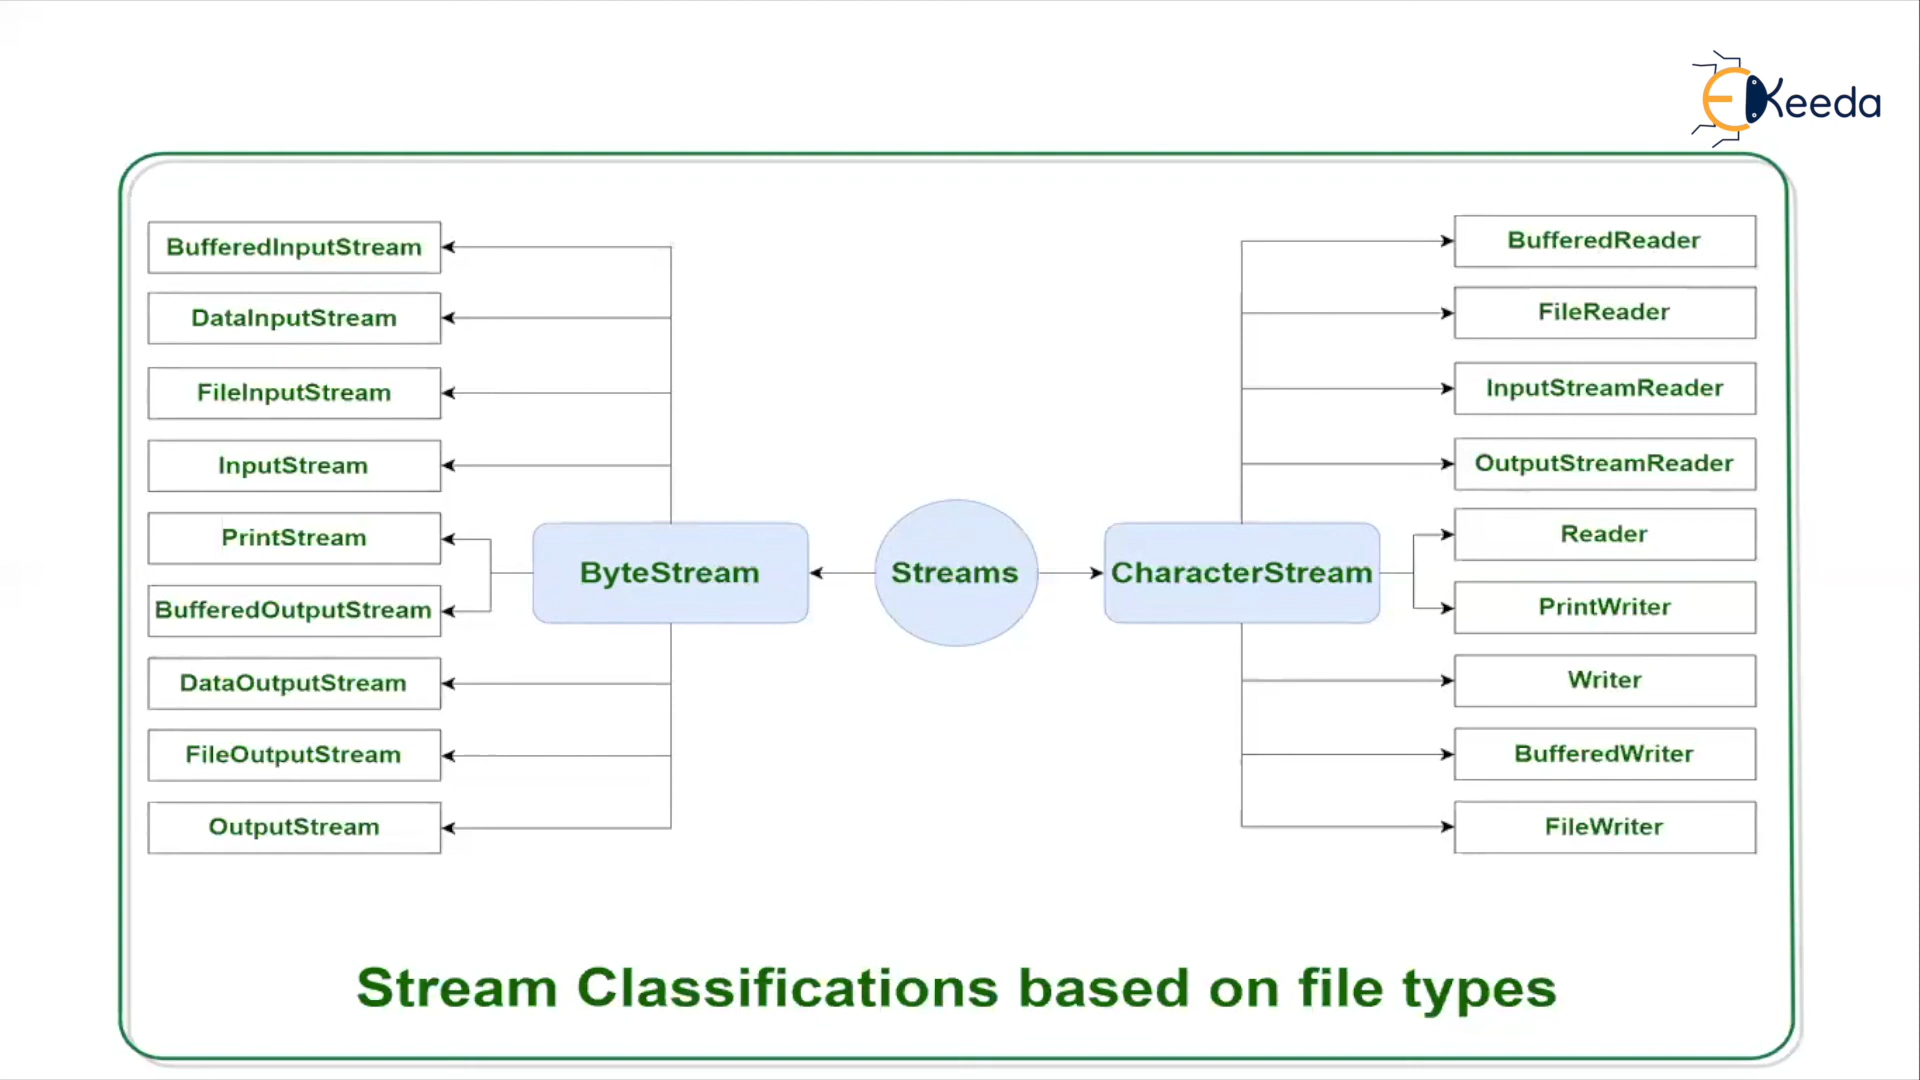 EKeeda
BufferedInputStream
DataInputStream
FileInputStream
InputStream
PrintStream
BufferedOutputStream
DataOutputStream
FileOutputStream
OutputStream
ByteStream
Streams
CharacterStream
BufferedReader
FileReader
InputStreamReader
OutputStreamReader
Reader
PrintWriter
Writer
BufferedWriter
FileWriter
Stream Classifications based on file types